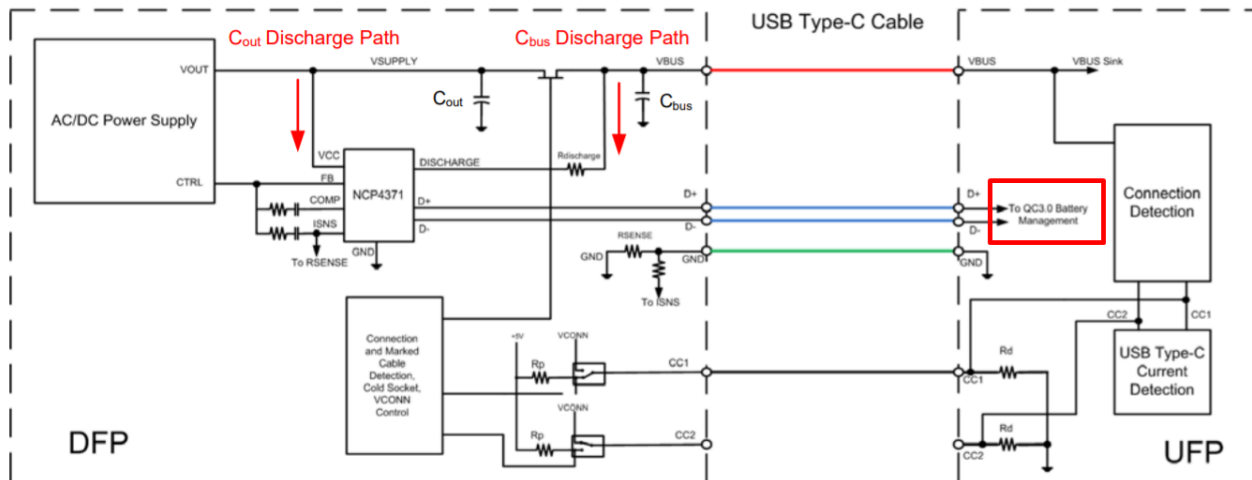 USB Type-C Cable
Cout Discharge Path
Cbus Discharge Path
VOUT
VSUPPLY
VBUS
VBUS
VBUS Sink
AC/DC Power Supply
Cout
Cbus
VCC
DISCHARGE
Rdischarge
CTRL
FB
NCP4371
COMP
D+
D+
D+
To QC3.0 Battery
Management
Connection
Detection
ISNS
D-
D-
D-
GND
To RSENSE
RSENSE
GND
GND
GND
To ISNS
CC2
CC1
Connection
and Marked
Cable
Detection,
Cold Socket,
VCONN
Control
+5V
VCONN
Rp
CC1
CC1
Rd
USB Type-C
Current
Detection
VCONN
Rp
CC2
CC2
Rd
DFP
UFP